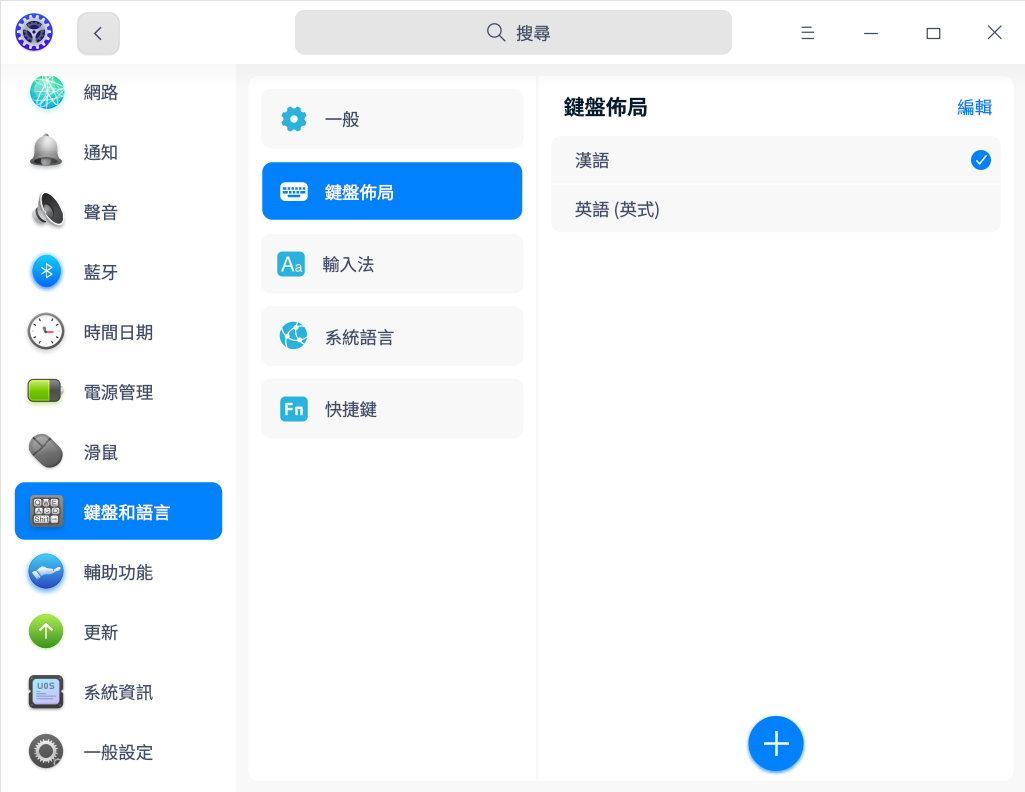 搜尋
網路
通知
聲音
藍牙
時間日期
電源管理
滑鼠
鍵盤和語言
輔助功能
更新
UOS
系統資訊
一般設定
一般
鍵盤佈局
Aa
輸入法
系統語言
Fn
快捷鍵
鍵盤佈局
編輯
漢語
英語 (英式)